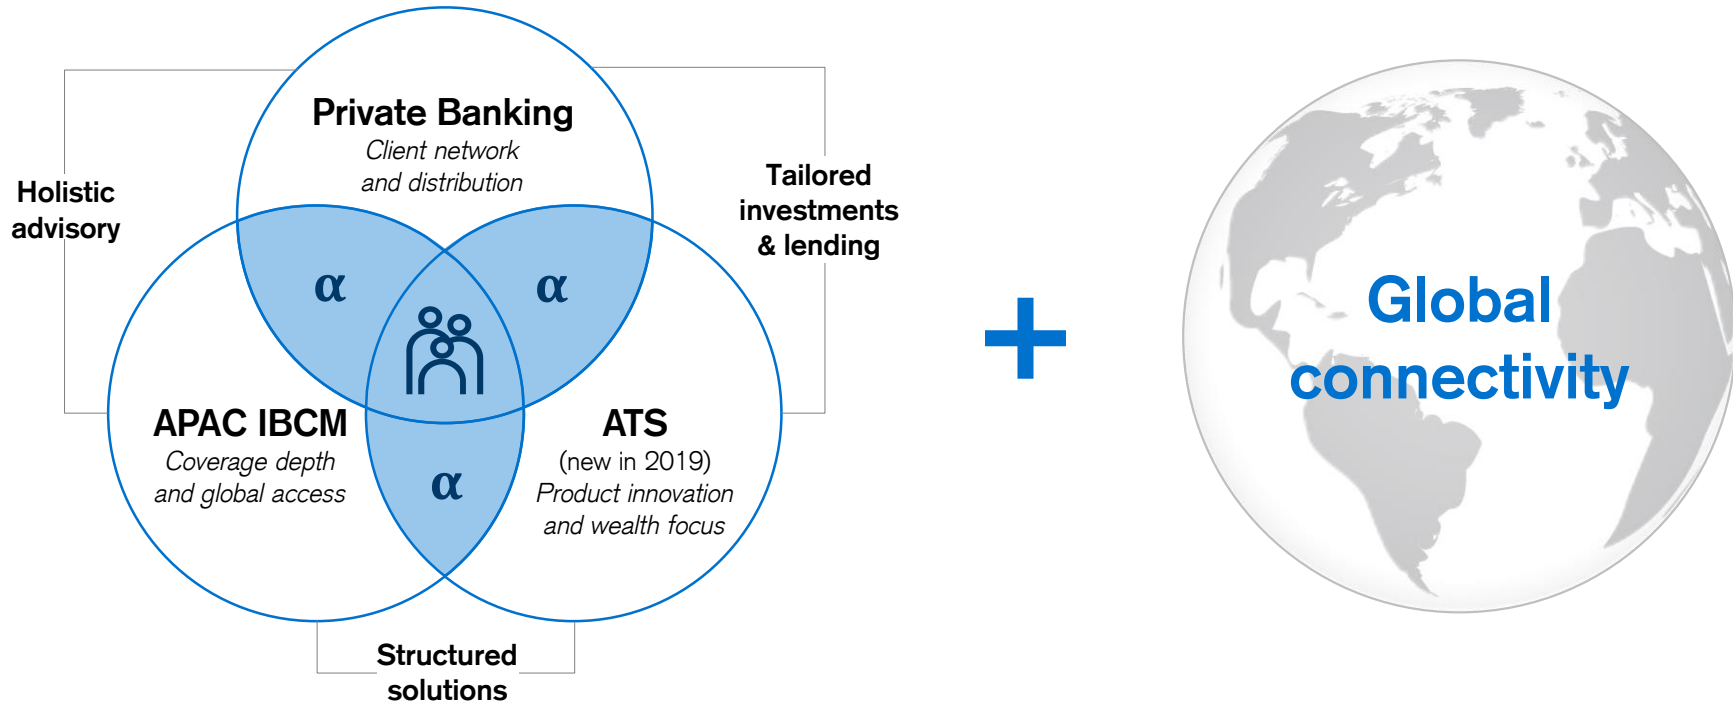 Private Banking
Client network
and distribution
Holistic
advisory
Tailored
investments
& lending
α
α
APAC IBCM
Coverage depth
and global access
α
ATS
(new in 2019)
Product innovation
and wealth focus
Structured
solutions
+
Global
connectivity